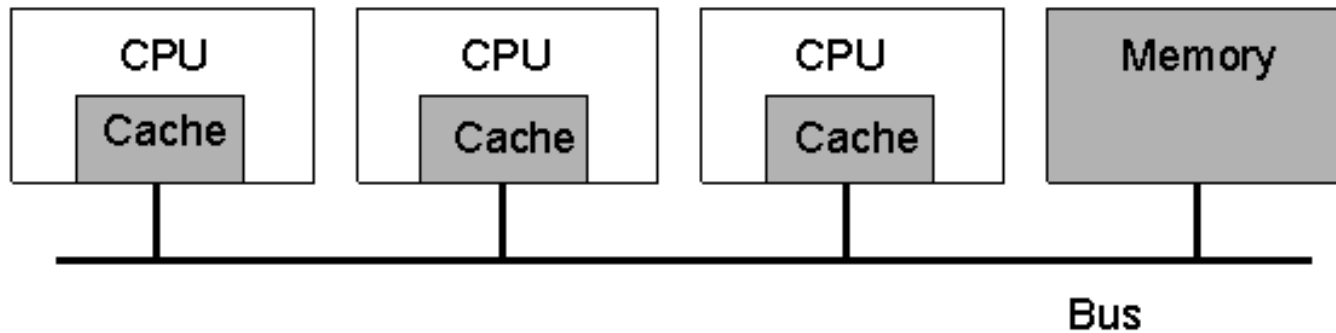 CPU
Cache
CPU
Cache
CPU
Cache
Memory
Bus